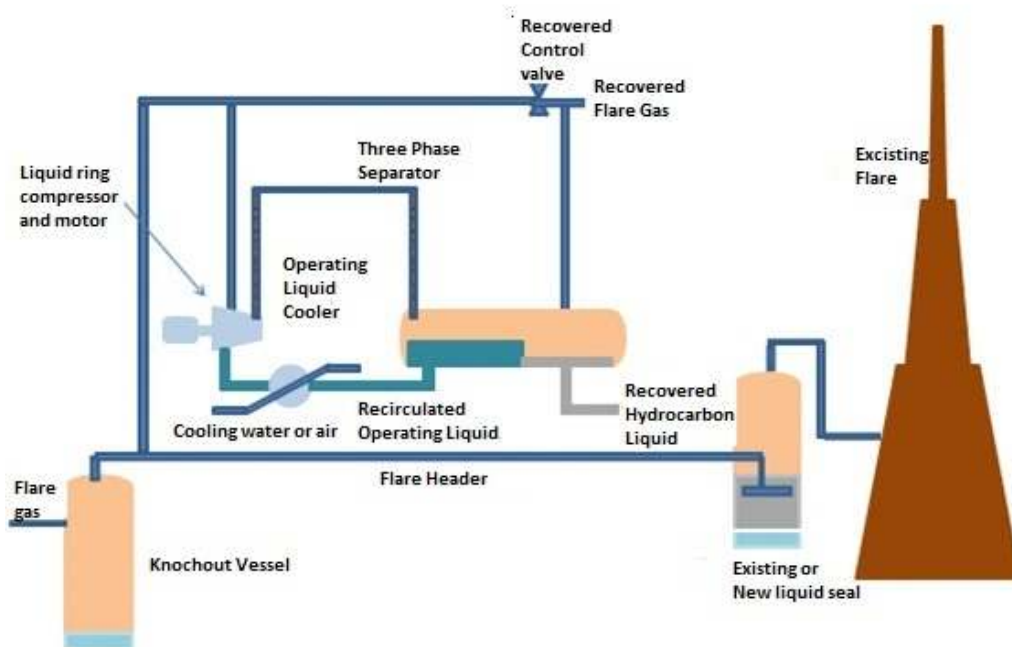 Recovered
Control
valve
Recovered
Flare Gas
Three Phase
Separator
Liquid ring
compressor
and motor
Excisting
Flare
Operating
Liquid
Cooler
Recovered
Hydrocarbon
Liquid
Recirculated
Operating Liquid
Cooling water or air
Flare Header
Flare
gas
Knochout Vessel
Existing or
New liquid seal